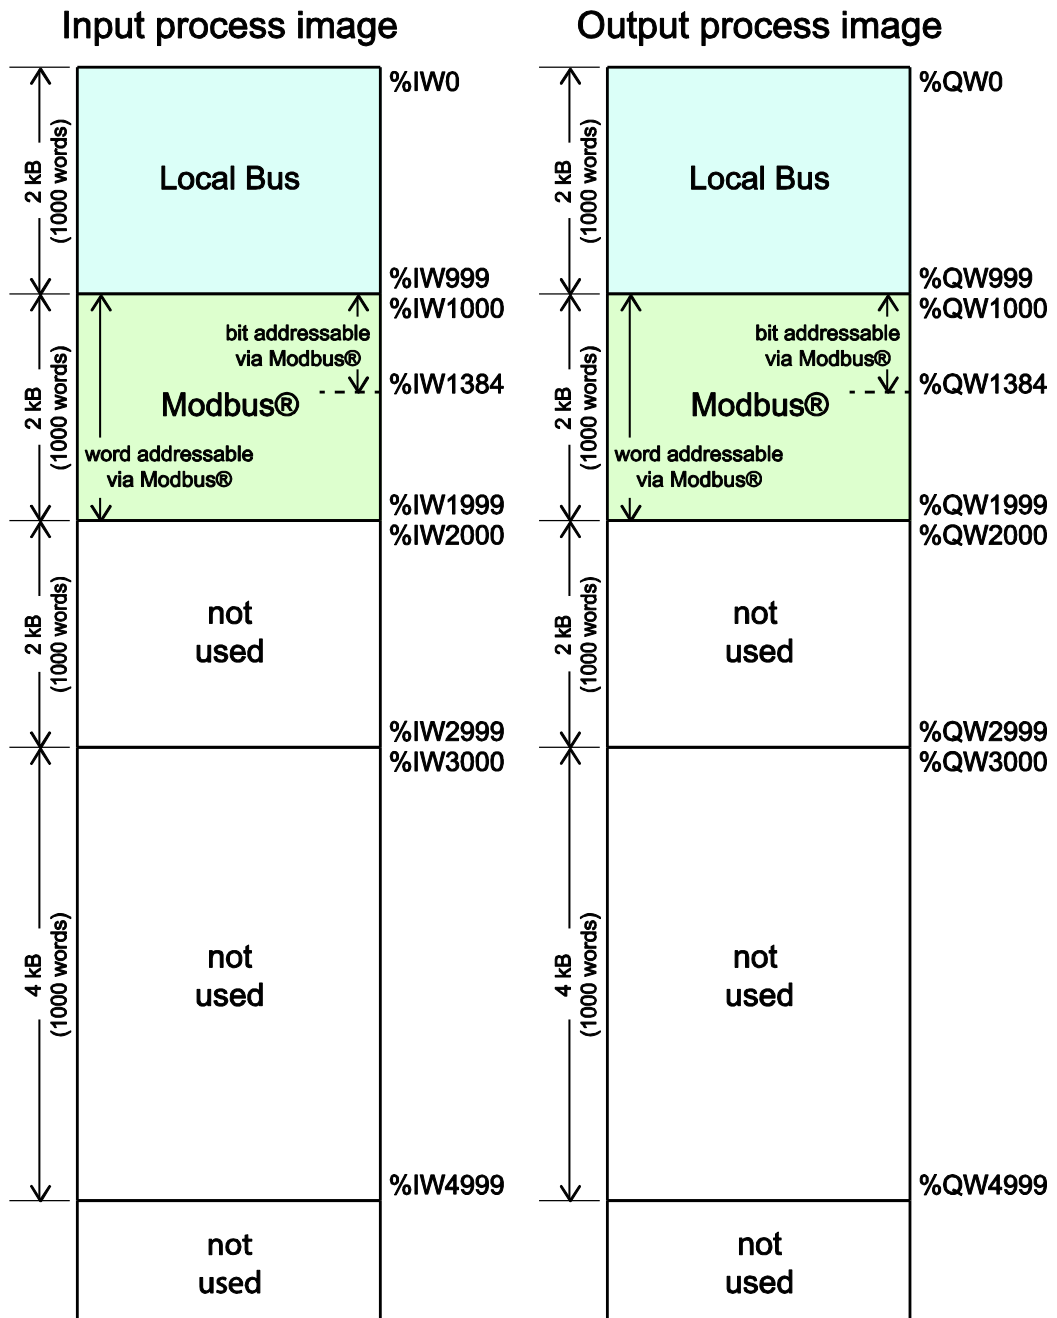 Input process image
%IW0
2 kB
(1000 words)
Local Bus
%IW999
%IW1000
bit addressable
via Modbus®
%IW1384
2 kB
(1000 words)
Modbus®
word addressable
via Modbus®
%IW1999
%IW2000
2 kB
(1000 words)
not
used
%IW2999
%IW3000
4 kB
(1000 words)
not
used
%IW4999
not
used
Output process image
%QW0
2 kB
(1000 words)
Local Bus
%QW999
%QW1000
bit addressable
via Modbus®
%QW1384
2 kB
(1000 words)
Modbus®
word addressable
via Modbus®
%QW1999
%QW2000
2 kB
(1000 words)
not
used
%QW2999
%QW3000
4 kB
(1000 words)
not
used
%QW4999
not
used